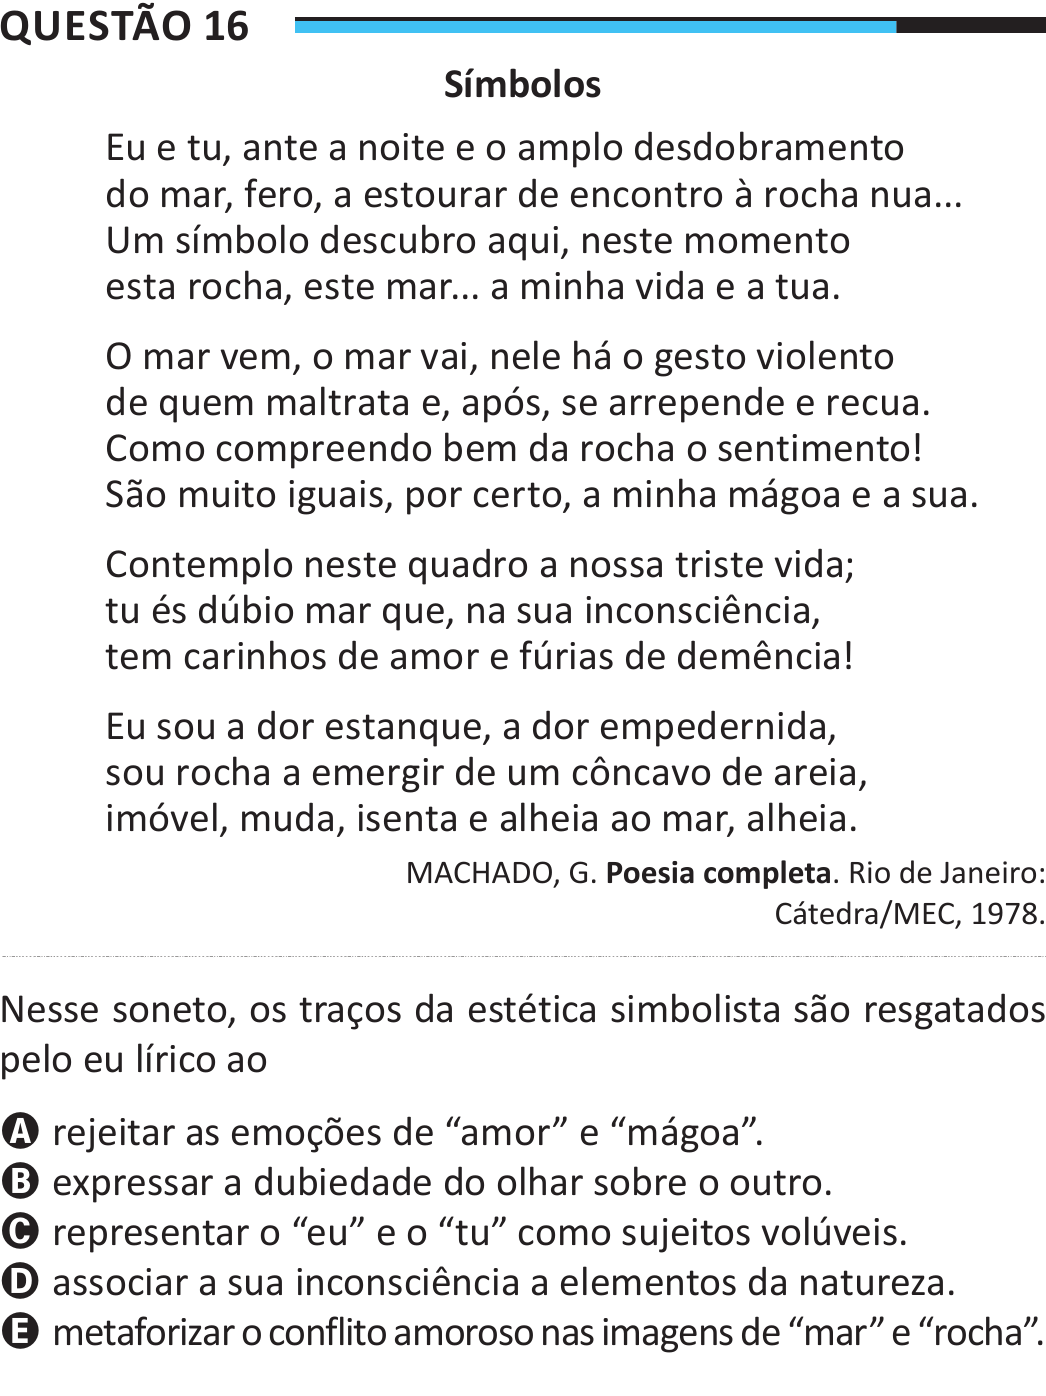 QUESTÃO 16
Símbolos
Eu e tu, ante a noite e o amplo desdobramento
do mar, fero, a estourar de encontro à rocha nua...
Um símbolo descubro aqui, neste momento
esta rocha, este mar... a minha vida e a tua.
O mar vem, o mar vai, nele há o gesto violento
de quem maltrata e, após, se arrepende e recua.
Como compreendo bem da rocha o sentimento!
São muito iguais, por certo, a minha mágoa e a sua.
Contemplo neste quadro a nossa triste vida;
tu és dúbio mar que, na sua inconsciência,
tem carinhos de amor e fúrias de demência!
Eu sou a dor estanque, a dor empedernida,
sou rocha a emergir de um côncavo de areia,
imóvel, muda, isenta e alheia ao mar, alheia.
MACHADO, G. Poesia completa. Rio de Janeiro:
Cátedra/MEC, 1978.
Nesse soneto, os traços da estética simbolista são resgatados
pelo eu lírico ao
A rejeitar as emoções de “amor” e “mágoa”.
B expressar a dubiedade do olhar sobre o outro.
C representar o “eu” e o “tu” como sujeitos volúveis.
D associar a sua inconsciência a elementos da natureza.
E metaforizar o conflito amoroso nas imagens de “mar” e “rocha”.